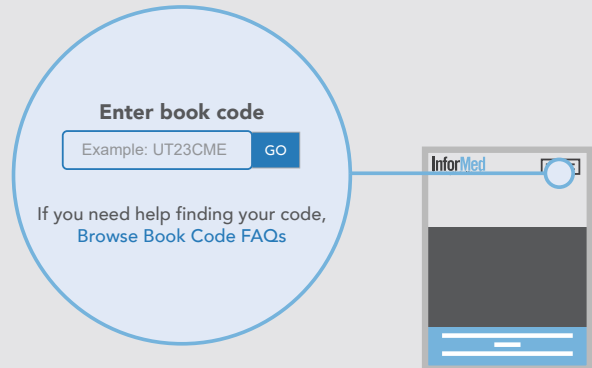 Enter book code
Example: UT23CME
GO
If you need help finding your code,
Browse Book Code FAQs
InforMed